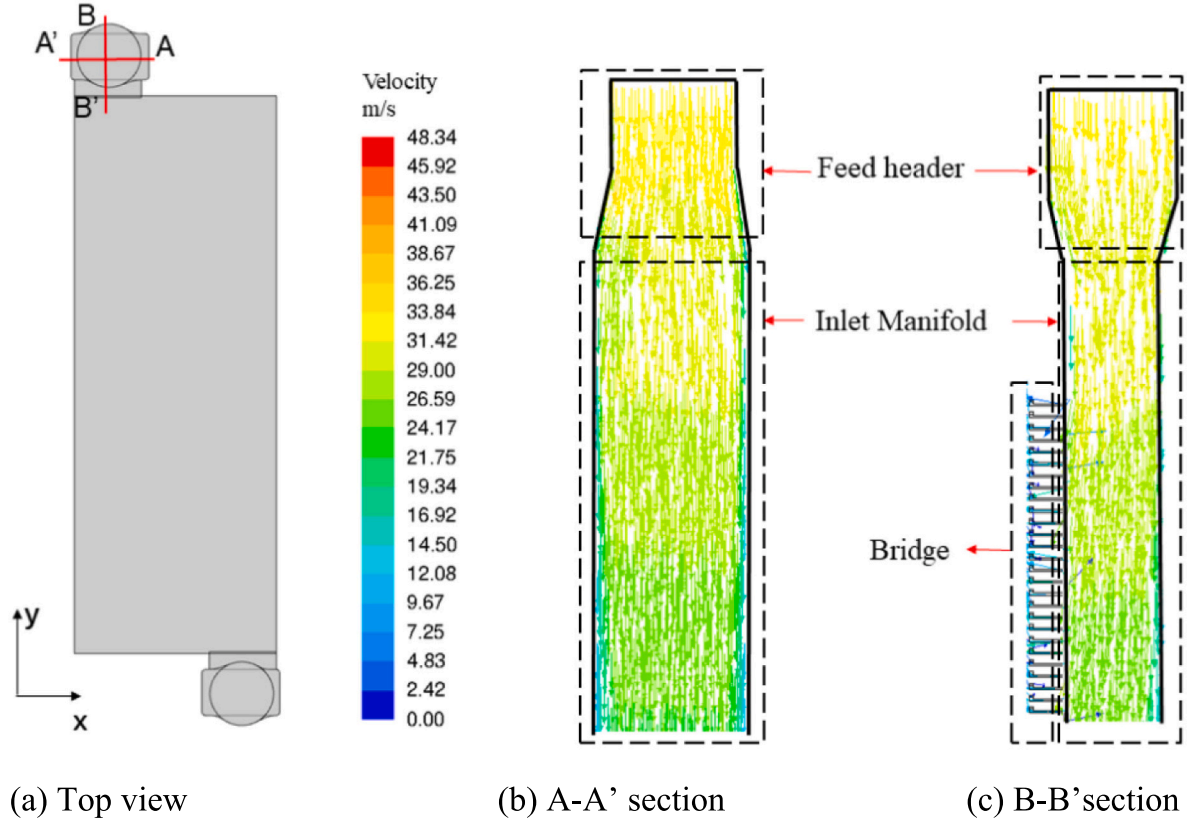 B
A'
A
B'
y
x
Velocity
m/s
48.34
45.92
43.50
41.09
38.67
36.25
33.84
31.42
29.00
26.59
24.17
21.75
19.34
16.92
14.50
12.08
9.67
7.25
4.83
2.42
0.00
Feed header
Inlet Manifold
Bridge
(a) Top view
(b) A-A’ section
(c) B-B’section